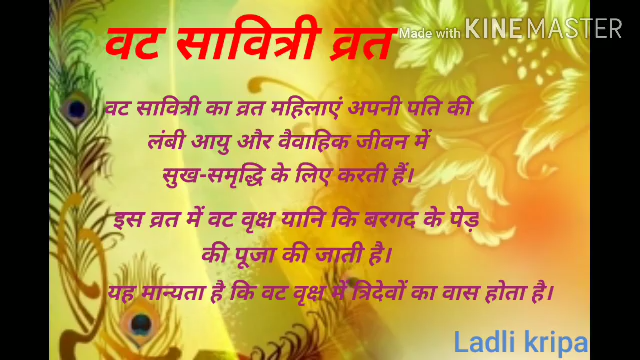 वट सावित्री व्रत
Made with KINEMASTER
वट सावित्री का व्रत महिलाएं अपनी पति की
लंबी आयु और वैवाहिक जीवन में
सुख-समृद्धि के लिए करती हैं।
इस व्रत में वट वृक्ष यानि कि बरगद के पेड़
की पूजा की जाती है।
यह मान्यता है कि वट वृक्ष में त्रिदेवों का वास होता है।
Ladli kripa